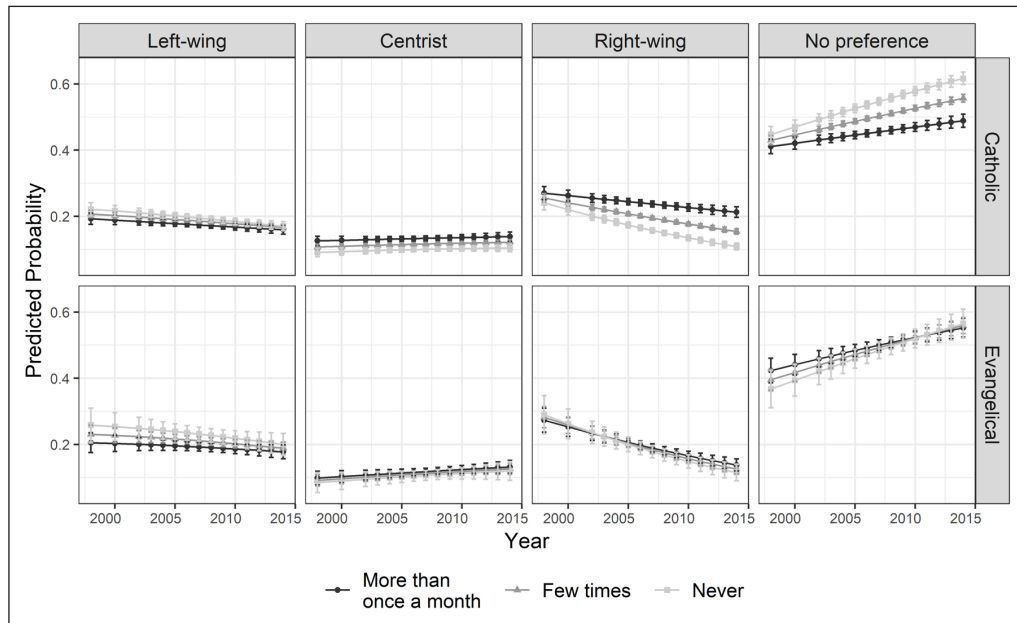 Left-wing
Centrist
Right-wing
No preference
Predicted Probability
0.6
0.4
0.2
Catholic
0.6
0.4
0.2
Evangelical
2000 2005 2010 2015
2000 2005 2010 2015
2000 2005 2010 2015
2000 2005 2010 2015
Year
More than
once a month
Few times
Never